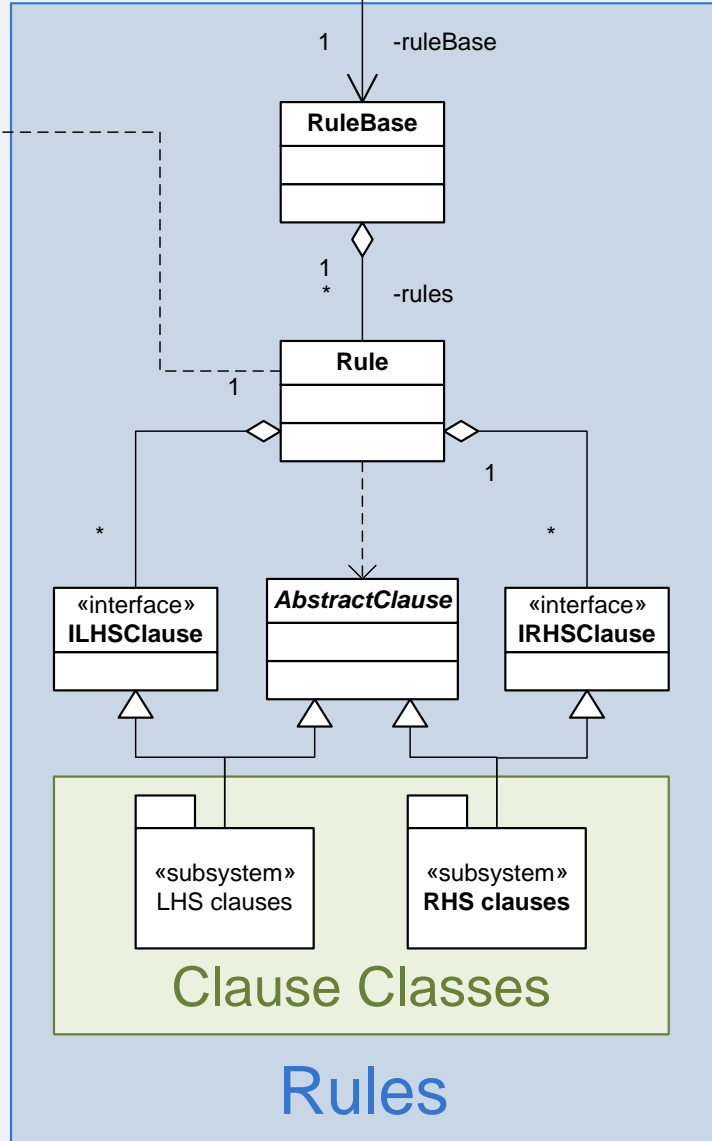 1 -ruleBase
RuleBase
1
* -rules
Rule
1
1
* *
«interface»
ILHSClause
AbstractClause
«interface»
IRHSClause
«subsystem»
LHS clauses
«subsystem»
RHS clauses
Clause Classes
Rules